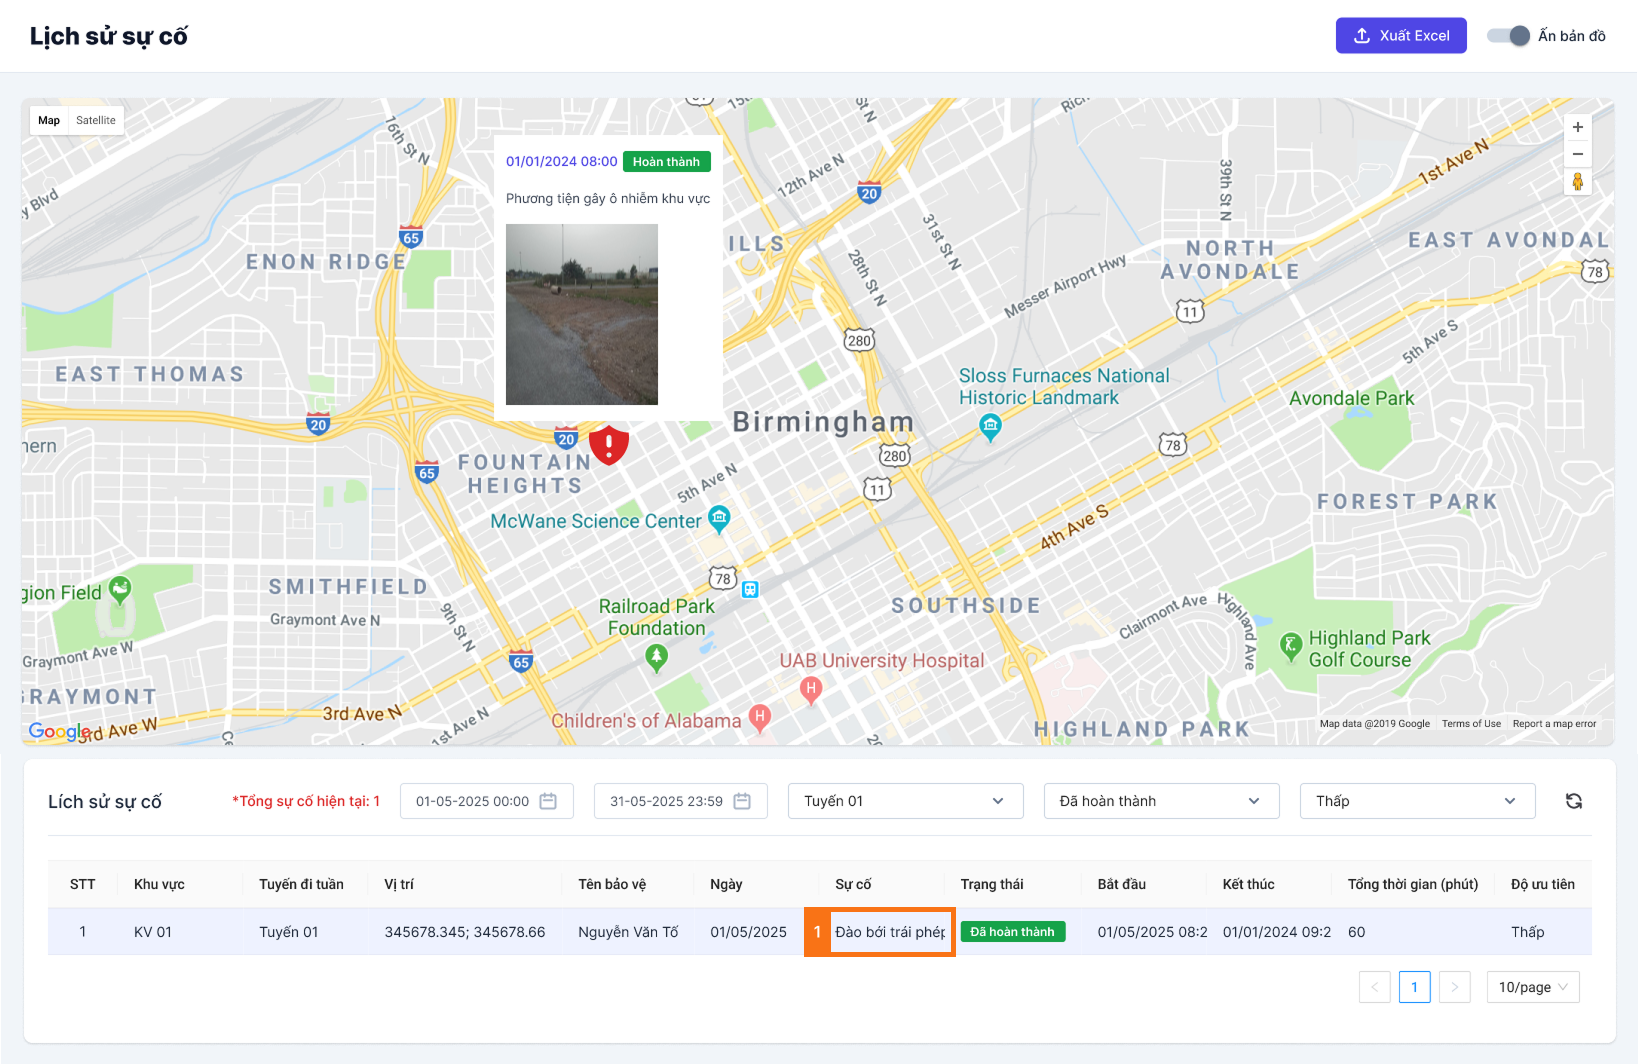 Lịch sử sự cố
Xuất Excel
Ấn bản đồ
Map
Satellite
01/01/2024 08:00
Hoàn thành
Phương tiện gây ô nhiễm khu vực
16th St N
12th Ave N
31st St N
28th St N
39th St N
1st Ave N
Messer Airport Hwy
5th Ave S
y Blvd
ENON RIDGE
ILLS
NORTH
AVONDALE
EAST AVONDAL
65
20
78
11
280
EAST THOMAS
Sloss Furnaces National
Historic Landmark
Avondale Park
Birmingham
20
20
78
280
11
hern
65
FOUNTAIN
HEIGHTS
5th Ave N
FOREST PARK
McWane Science Center
4th Ave S
gion Field
SMITHFIELD
78
Graymont Ave N
9th St N
Railroad Park
Foundation
SOUTHSIDE
Clairmont Ave
Highland Ave
Highland Park
Golf Course
Graymont Ave W
65
UAB University Hospital
H
GRAYMONT
3rd Ave N
1st Ave N
Children's of Alabama
H
HIGHLAND PARK
Google
3rd Ave W
Map data @2019 Google
Terms of Use
Report a map error
Lích sử sự cố
*Tổng sự cố hiện tại: 1
01-05-2025 00:00
31-05-2025 23:59
Tuyến 01
Đã hoàn thành
Thấp
STT Khu vực Tuyến đi tuần Vị trí Tên bảo vệ Ngày Sự cố Trạng thái Bắt đầu Kết thúc Tổng thời gian (phút) Độ ưu tiên
1 KV 01 Tuyến 01 345678.345; 345678.66 Nguyễn Văn Tố 01/05/2025 1 Đào bới trái phép Đã hoàn thành 01/05/2025 08:2 01/01/2024 09:2 60 Thấp
< 1 > 10/page